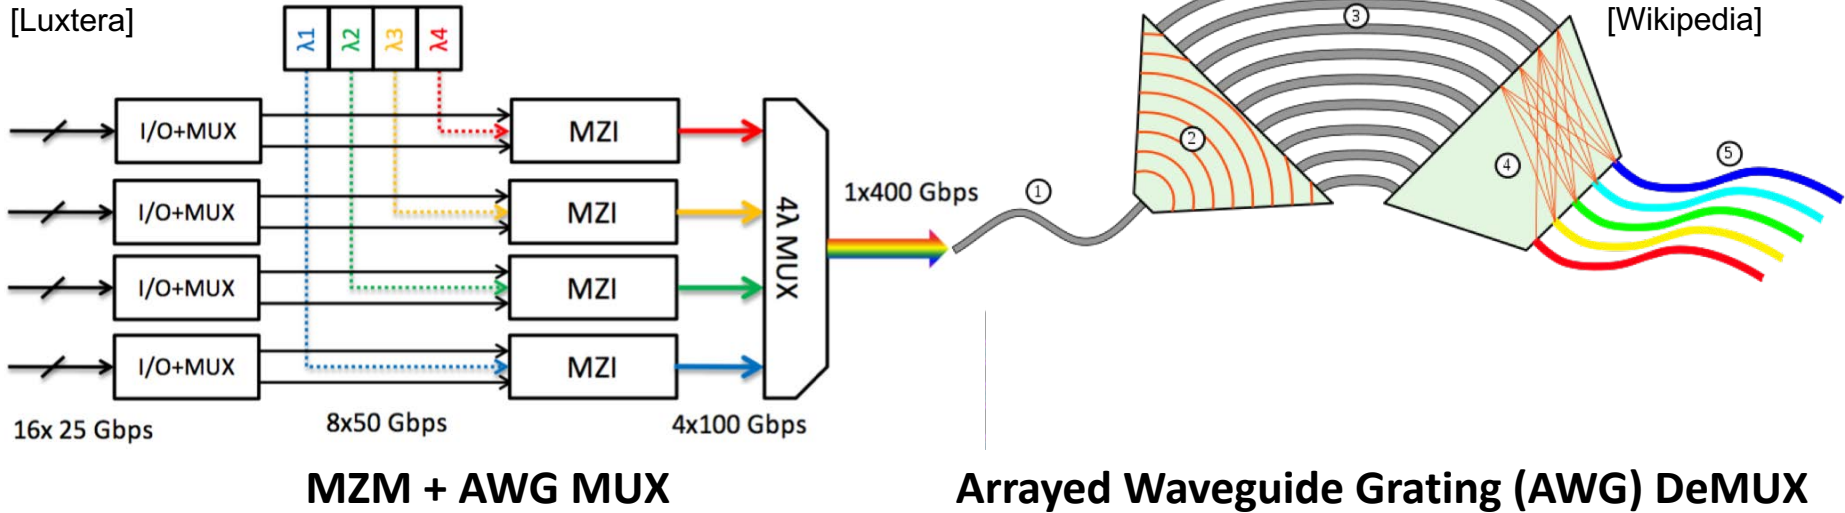 [Luxtera]
λ1 λ2 λ3 λ4
I/O+MUX
MZI
I/O+MUX
MZI
I/O+MUX
MZI
I/O+MUX
MZI
4λ MUX
1x400 Gbps
16x 25 Gbps
8x50 Gbps
4x100 Gbps
MZM + AWG MUX
[Wikipedia]
1
2
3
4
5
Arrayed Waveguide Grating (AWG) DeMUX